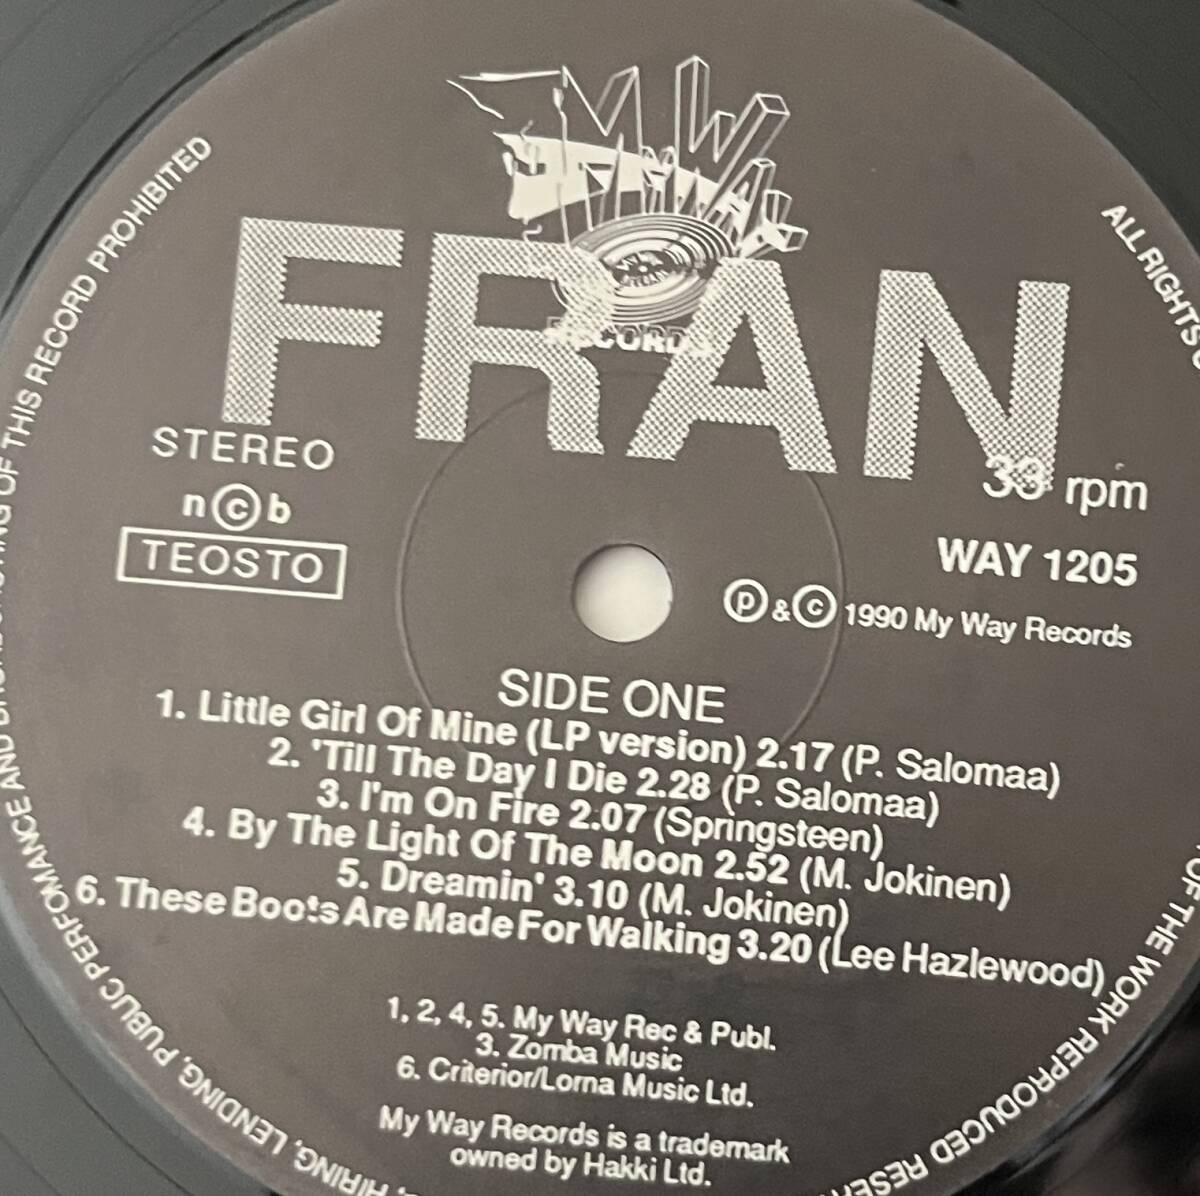 MW
MY WAY
RECORDS
FRAN
STEREO
n©b
TEOSTO
33 rpm
WAY 1205
℗ & © 1990 My Way Records
SIDE ONE
1. Little Girl Of Mine (LP version) 2.17 (P. Salomaa)
2. 'Till The Day I Die 2.28 (P. Salomaa)
3. I'm On Fire 2.07 (Springsteen)
4. By The Light Of The Moon 2.52 (M. Jokinen)
5. Dreamin' 3.10 (M. Jokinen)
6. These Boots Are Made For Walking 3.20 (Lee Hazlewood)
1, 2, 4, 5. My Way Rec & Publ.
3. Zomba Music
6. Criterior/Lorna Music Ltd.
My Way Records is a trademark
owned by Hakki Ltd.
ALL RIGHTS
OF THE WORK REPRODUCED
HIRING, LENDING, PUBLIC PERFOMANCE AND OF THIS RECORD PROHIBITED